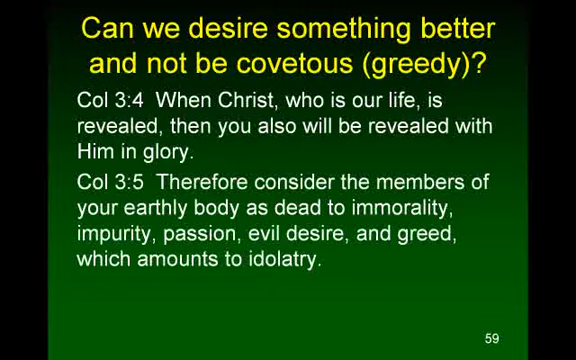 Can we desire something better
and not be covetous (greedy)?
Col 3:4 When Christ, who is our life, is
revealed, then you also will be revealed with
Him in glory.
Col 3:5 Therefore consider the members of
your earthly body as dead to immorality,
impurity, passion, evil desire, and greed,
which amounts to idolatry.
59